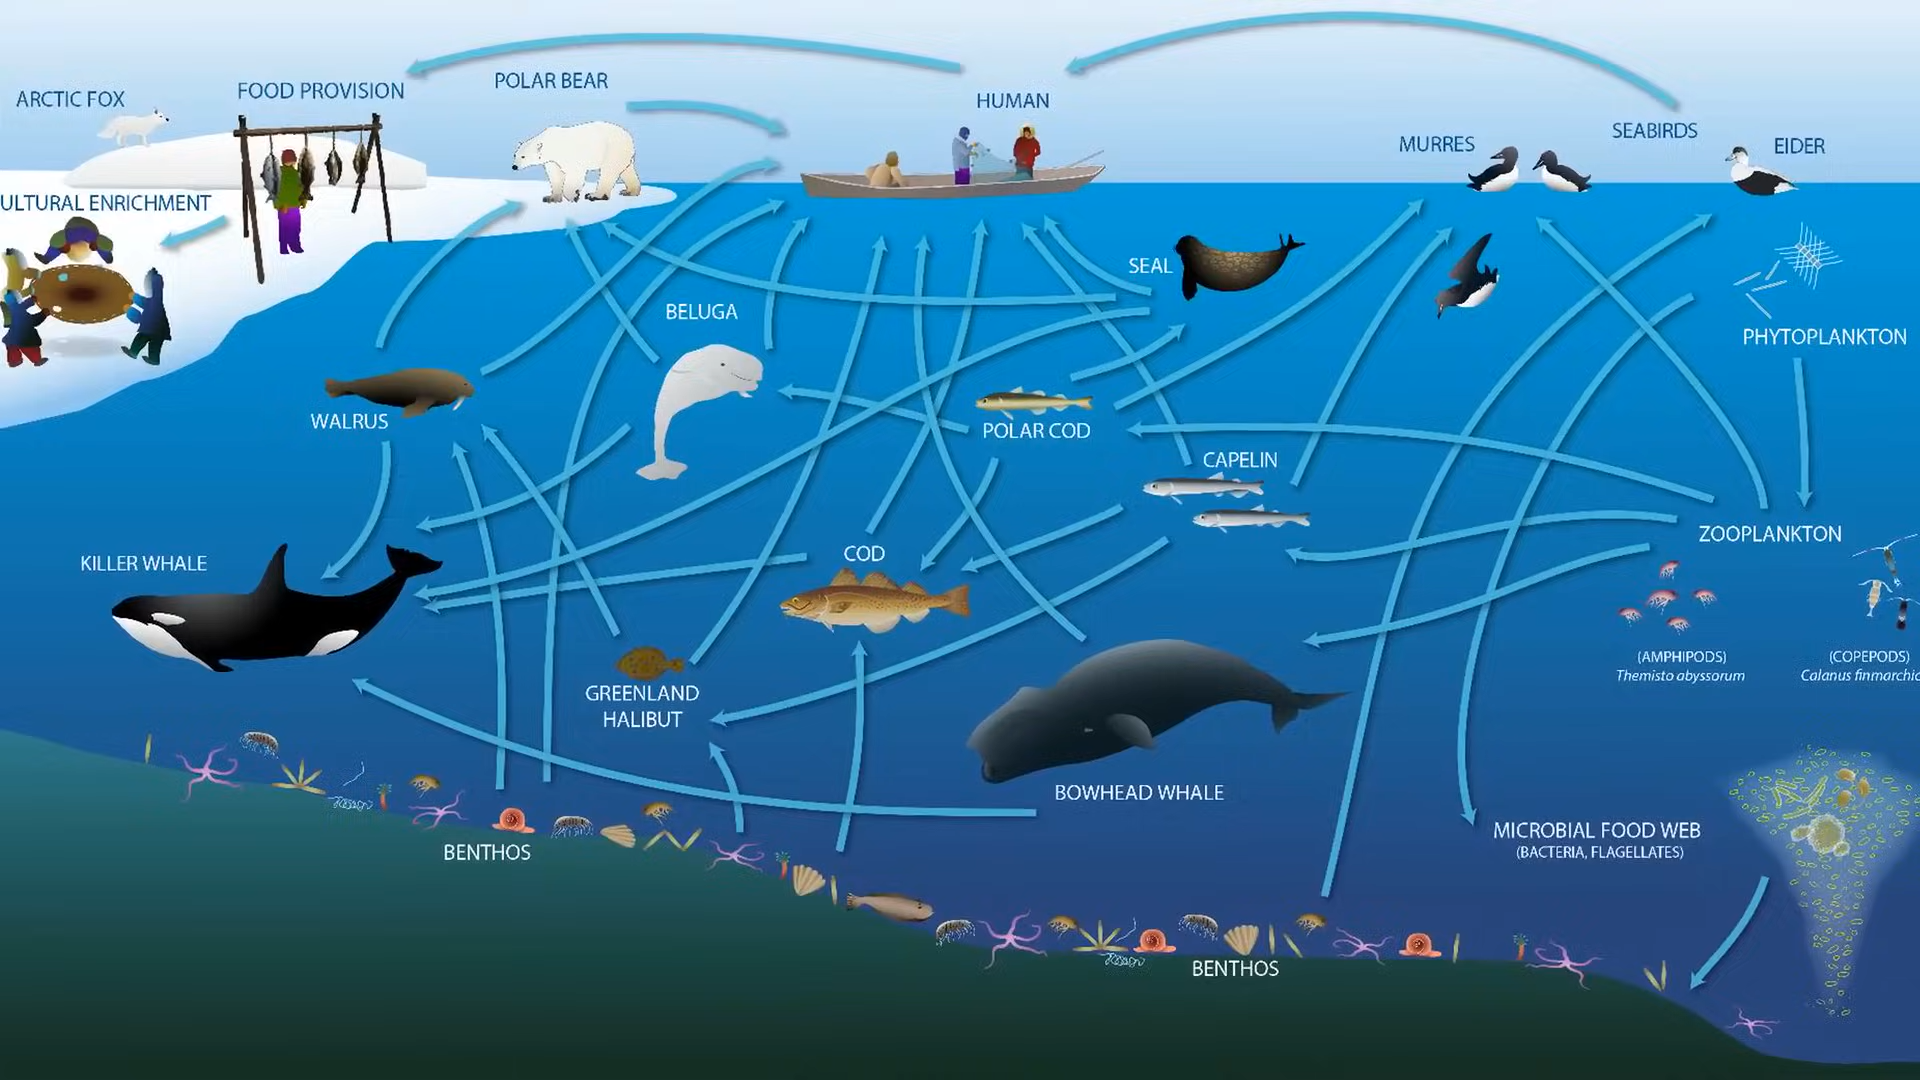 POLAR BEAR
ARCTIC FOX
FOOD PROVISION
HUMAN
MURRES
SEABIRDS
EIDER
ULTURAL ENRICHMENT
SEAL
BELUGA
PHYTOPLANKTON
WALRUS
POLAR COD
CAPELIN
COD
KILLER WHALE
ZOOPLANKTON
GREENLAND
HALIBUT
(AMPHIPODS)
Themisto abyssorum
(COPEPODS)
Calanus finmarchic
BOWHEAD WHALE
MICROBIAL FOOD WEB
(BACTERIA, FLAGELLATES)
BENTHOS
BENTHOS